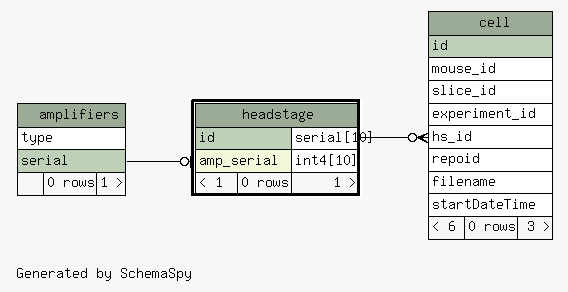 amplifiers
type
serial
0 rows 1 >
headstage
id serial[10]
amp_serial int4[10]
< 1 0 rows 1 >
cell
id
mouse_id
slice_id
experiment_id
hs_id
repoid
filename
startDateTime
< 6 0 rows 3 >
Generated by SchemaSpy